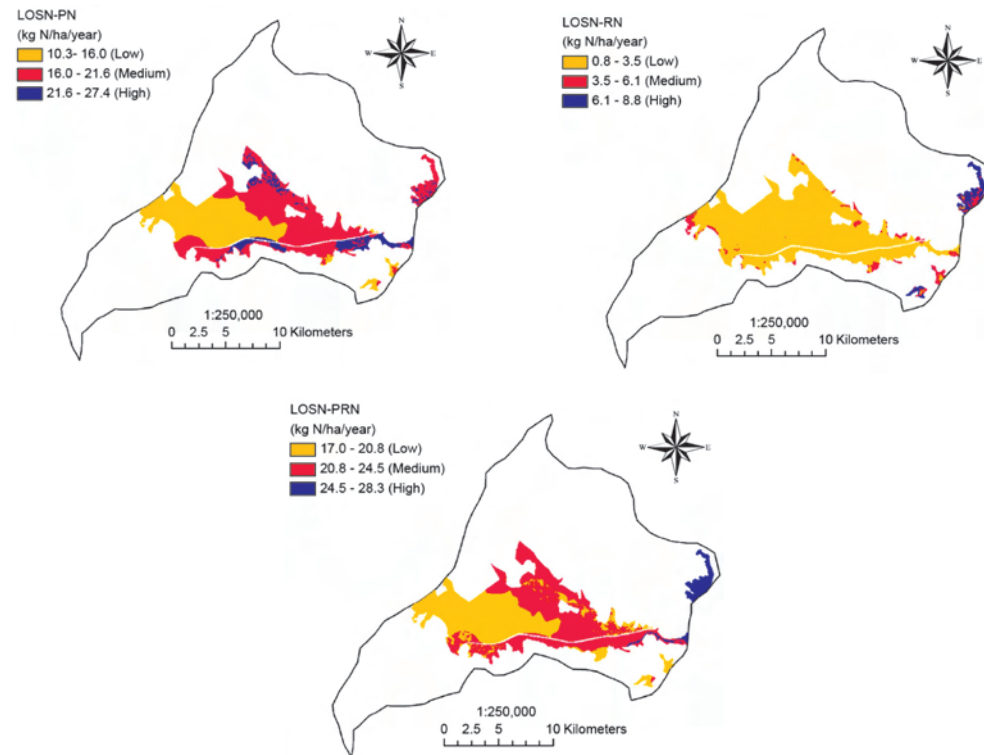 LOSN-PN
(kg N/ha/year)
10.3- 16.0 (Low)
16.0 - 21.6 (Medium)
21.6 - 27.4 (High)
N
W E
S
1:250,000
0 2.5 5 10 Kilometers
LOSN-RN
(kg N/ha/year)
0.8 - 3.5 (Low)
3.5 - 6.1 (Medium)
6.1 - 8.8 (High)
N
W E
S
1:250,000
0 2.5 5 10 Kilometers
LOSN-PRN
(kg N/ha/year)
17.0 - 20.8 (Low)
20.8 - 24.5 (Medium)
24.5 - 28.3 (High)
N
W E
S
1:250,000
0 2.5 5 10 Kilometers